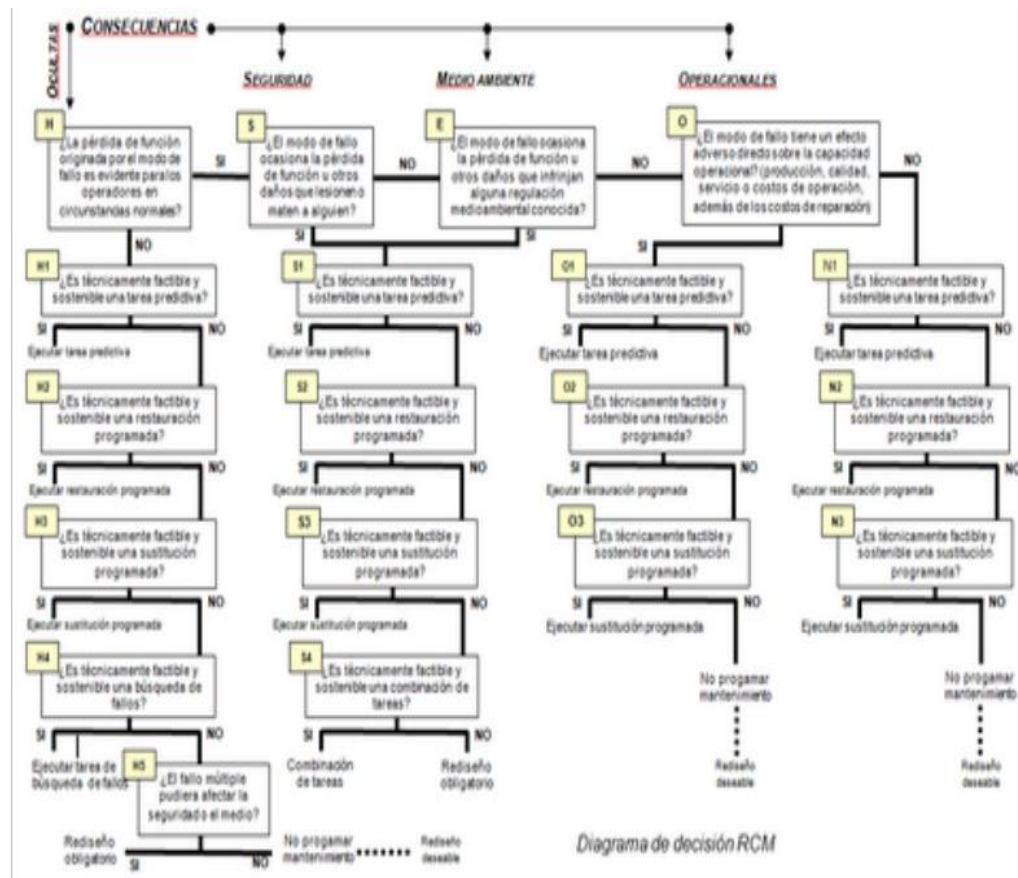 CONSECUENCIAS
OCULTAS
SEGURIDAD
MEDIO AMBIENTE
OPERACIONALES
H
¿La pérdida de función
originada por el modo de
fallo es evidente para los
operadores en
circunstancias normales?
SI
NO
S
¿El modo de fallo
ocasiona la pérdida
de función u otros
daños que lesionen o
maten a alguien?
NO
SI
E
¿El modo de fallo ocasiona
la pérdida de función u
otros daños que infrinjan
alguna regulación
medioambiental conocida?
NO
SI
O
¿El modo de fallo tiene un efecto
adverso directo sobre la capacidad
operacional? (producción, calidad,
servicio o costos de operación,
además de los costos de reparación)
NO
SI
H1
¿Es técnicamente factible y
sostenible una tarea predictiva?
SI
NO
Ejecutar tarea predictiva
H2
¿Es técnicamente factible y
sostenible una restauración
programada?
SI
NO
Ejecutar restauración programada
H3
¿Es técnicamente factible y
sostenible una sustitución
programada?
SI
NO
Ejecutar sustitución programada
H4
¿Es técnicamente factible y
sostenible una búsqueda de
fallos?
SI
NO
Ejecutar tarea de
búsqueda de fallos
H5
¿El fallo múltiple
pudiera afectar la
seguridad o el medio?
Rediseño
obligatorio
SI
NO
No progamar
mantenimiento
Rediseño
deseable
S1
¿Es técnicamente factible y
sostenible una tarea predictiva?
SI
NO
Ejecutar tarea predictiva
S2
¿Es técnicamente factible y
sostenible una restauración
programada?
SI
NO
Ejecutar restauración programada
S3
¿Es técnicamente factible y
sostenible una sustitución
programada?
SI
NO
Ejecutar sustitución programada
S4
¿Es técnicamente factible y
sostenible una combinación de
tareas?
SI
NO
Combinación
de tareas
Rediseño
obligatorio
O1
¿Es técnicamente factible y
sostenible una tarea predictiva?
SI
NO
Ejecutar tarea predictiva
O2
¿Es técnicamente factible y
sostenible una restauración
programada?
SI
NO
Ejecutar restauración programada
O3
¿Es técnicamente factible y
sostenible una sustitución
programada?
SI
NO
Ejecutar sustitución programada
No progamar
mantenimiento
Rediseño
deseable
N1
¿Es técnicamente factible y
sostenible una tarea predictiva?
SI
NO
Ejecutar tarea predictiva
N2
¿Es técnicamente factible y
sostenible una restauración
programada?
SI
NO
Ejecutar restauración programada
N3
¿Es técnicamente factible y
sostenible una sustitución
programada?
SI
NO
Ejecutar sustitución programada
No progamar
mantenimiento
Rediseño
deseable
Diagrama de decisión RCM